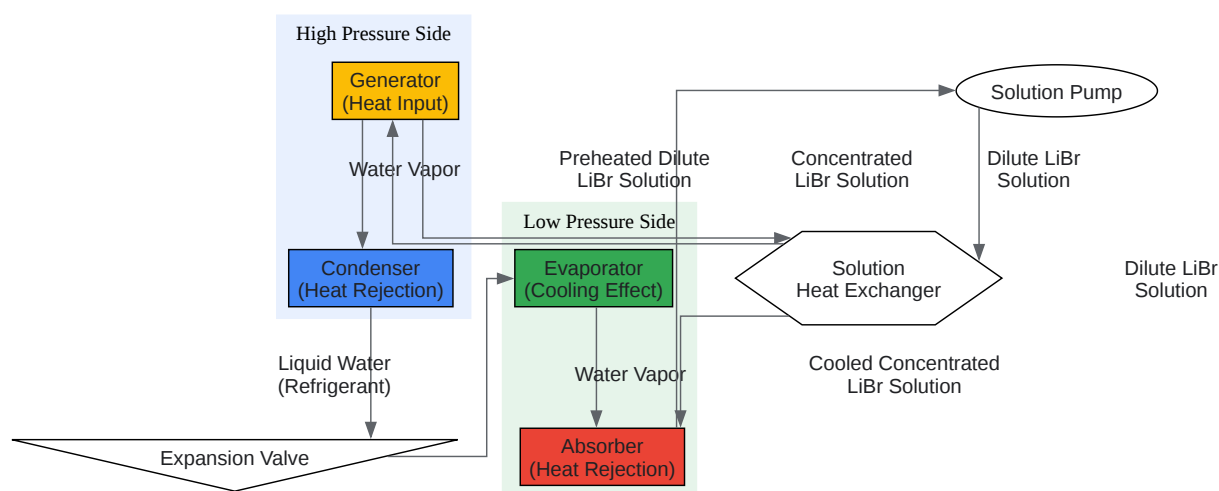 High Pressure Side
Generator
(Heat Input)
Solution Pump
Water Vapor
Preheated Dilute
LiBr Solution
Concentrated
LiBr Solution
Dilute LiBr
Solution
Low Pressure Side
Condenser
(Heat Rejection)
Evaporator
(Cooling Effect)
Solution
Heat Exchanger
Dilute LiBr
Solution
Liquid Water
(Refrigerant)
Water Vapor
Cooled Concentrated
LiBr Solution
Expansion Valve
Absorber
(Heat Rejection)